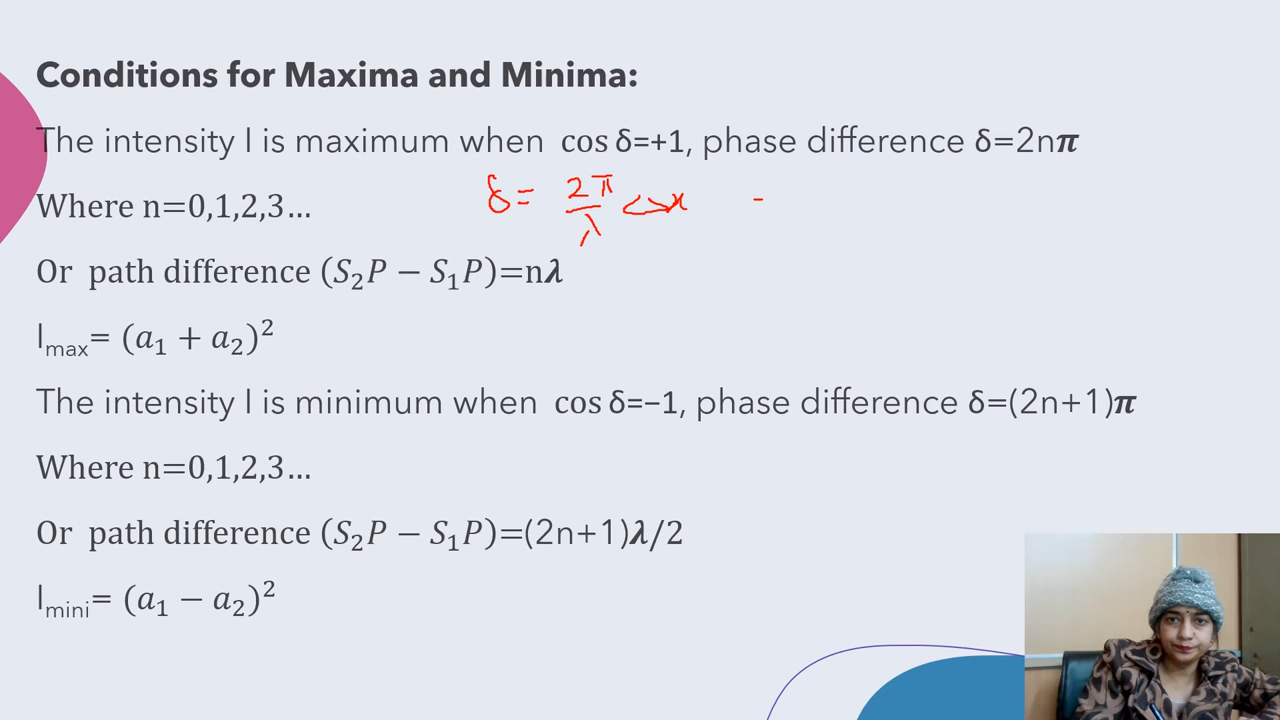 Conditions for Maxima and Minima:
The intensity I is maximum when cos δ=+1, phase difference δ=2nπ
δ = 2π/λ
Where n=0,1,2,3...
Or path difference (S₂P − S₁P)=nλ
Iₘₐₓ= (a₁ + a₂)²
The intensity I is minimum when cos δ=−1, phase difference δ=(2n+1)π
Where n=0,1,2,3...
Or path difference (S₂P − S₁P)=(2n+1)λ/2
Iₘᵢₙᵢ= (a₁ − a₂)²